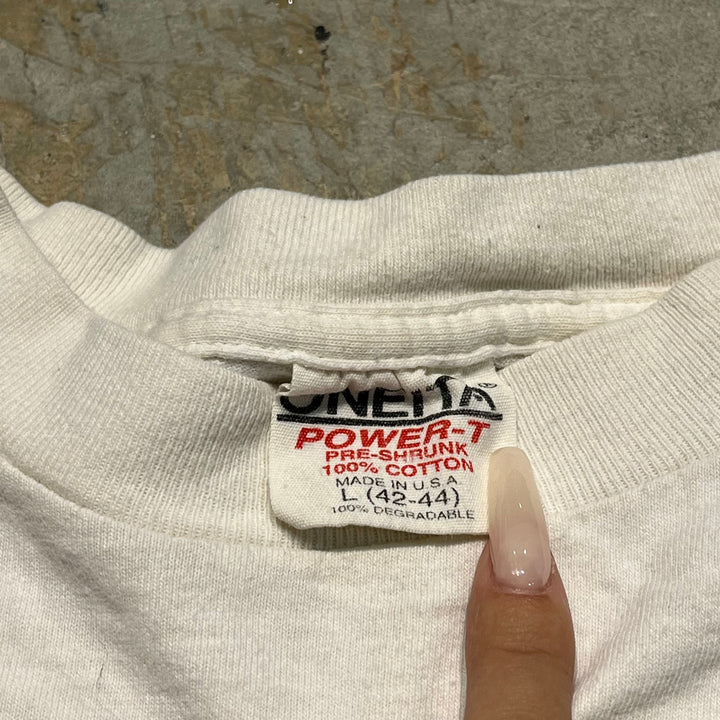 ONEITA®
POWER-T
PRE-SHRUNK
100% COTTON
MADE IN U.S.A
L (42-44)
100% DEGRADABLE